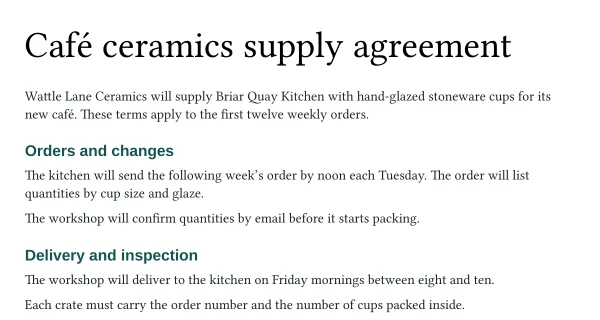 Café ceramics supply agreement
Wattle Lane Ceramics will supply Briar Quay Kitchen with hand-glazed stoneware cups for its
new café. These terms apply to the first twelve weekly orders.
Orders and changes
The kitchen will send the following week’s order by noon each Tuesday. The order will list
quantities by cup size and glaze.
The workshop will confirm quantities by email before it starts packing.
Delivery and inspection
The workshop will deliver to the kitchen on Friday mornings between eight and ten.
Each crate must carry the order number and the number of cups packed inside.